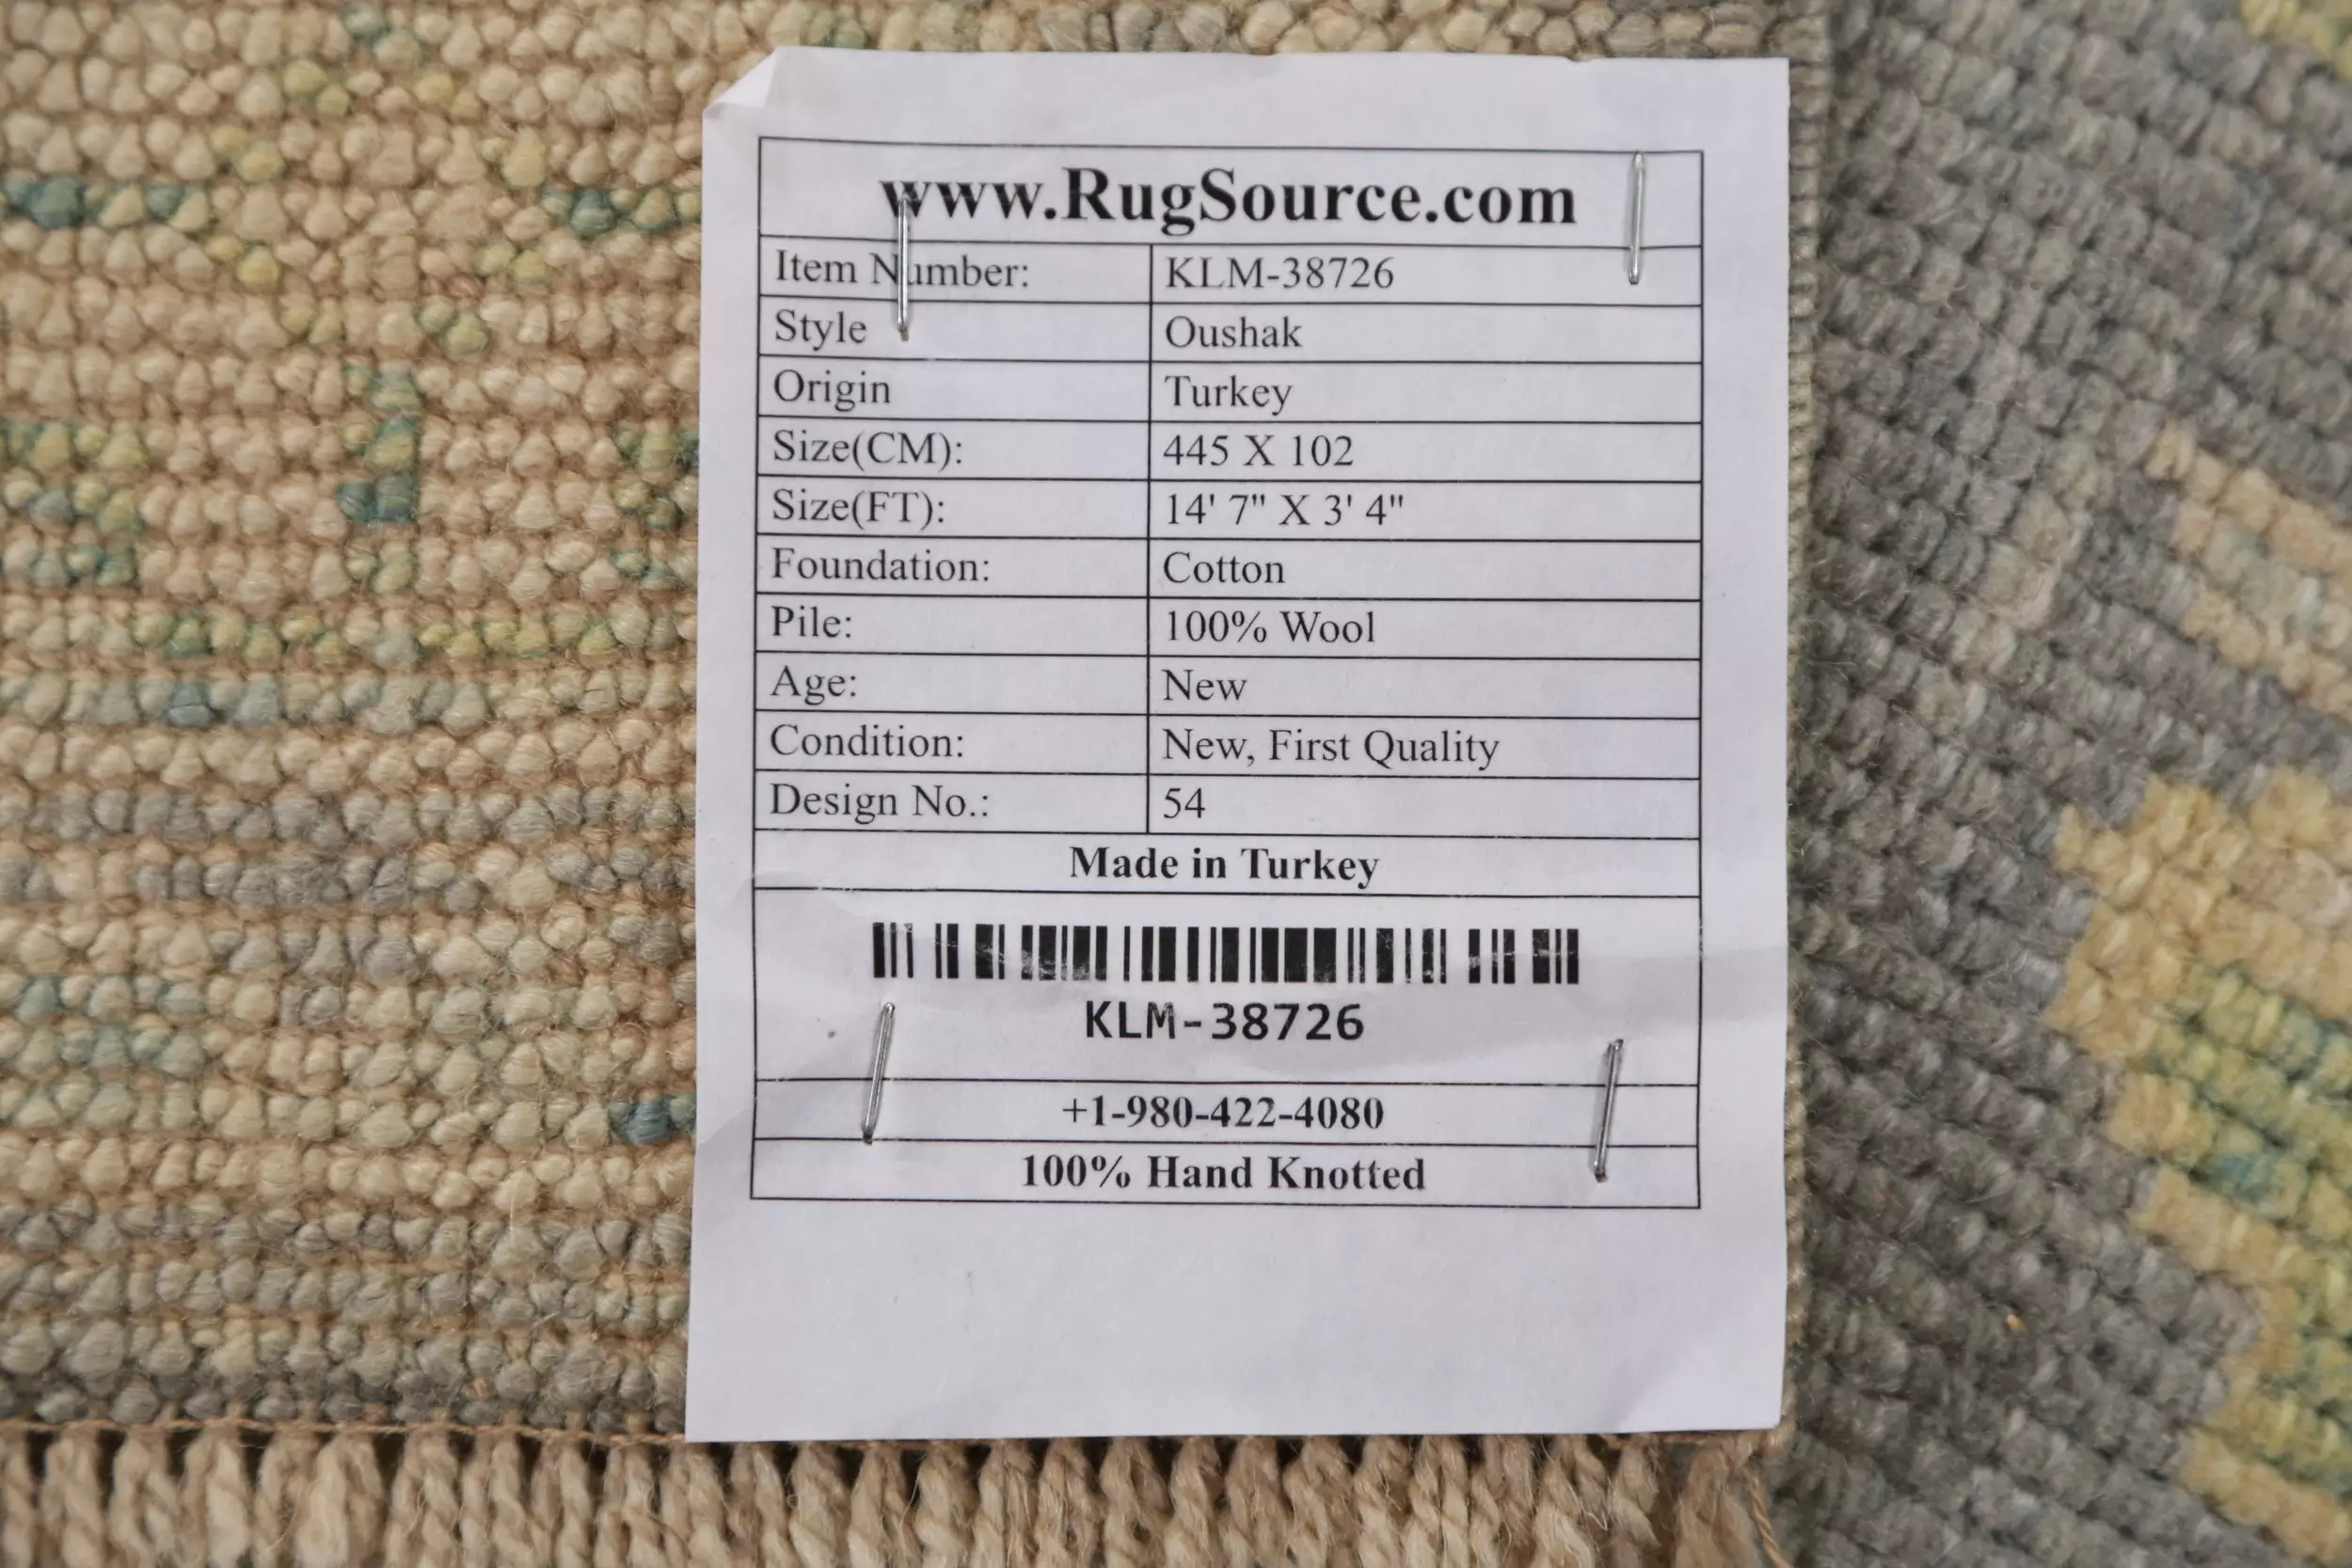 www.RugSource.com
Item Number: KLM-38726
Style Oushak
Origin Turkey
Size(CM): 445 X 102
Size(FT): 14' 7" X 3' 4"
Foundation: Cotton
Pile: 100% Wool
Age: New
Condition: New, First Quality
Design No.: 54
Made in Turkey
KLM-38726
+1-980-422-4080
100% Hand Knotted